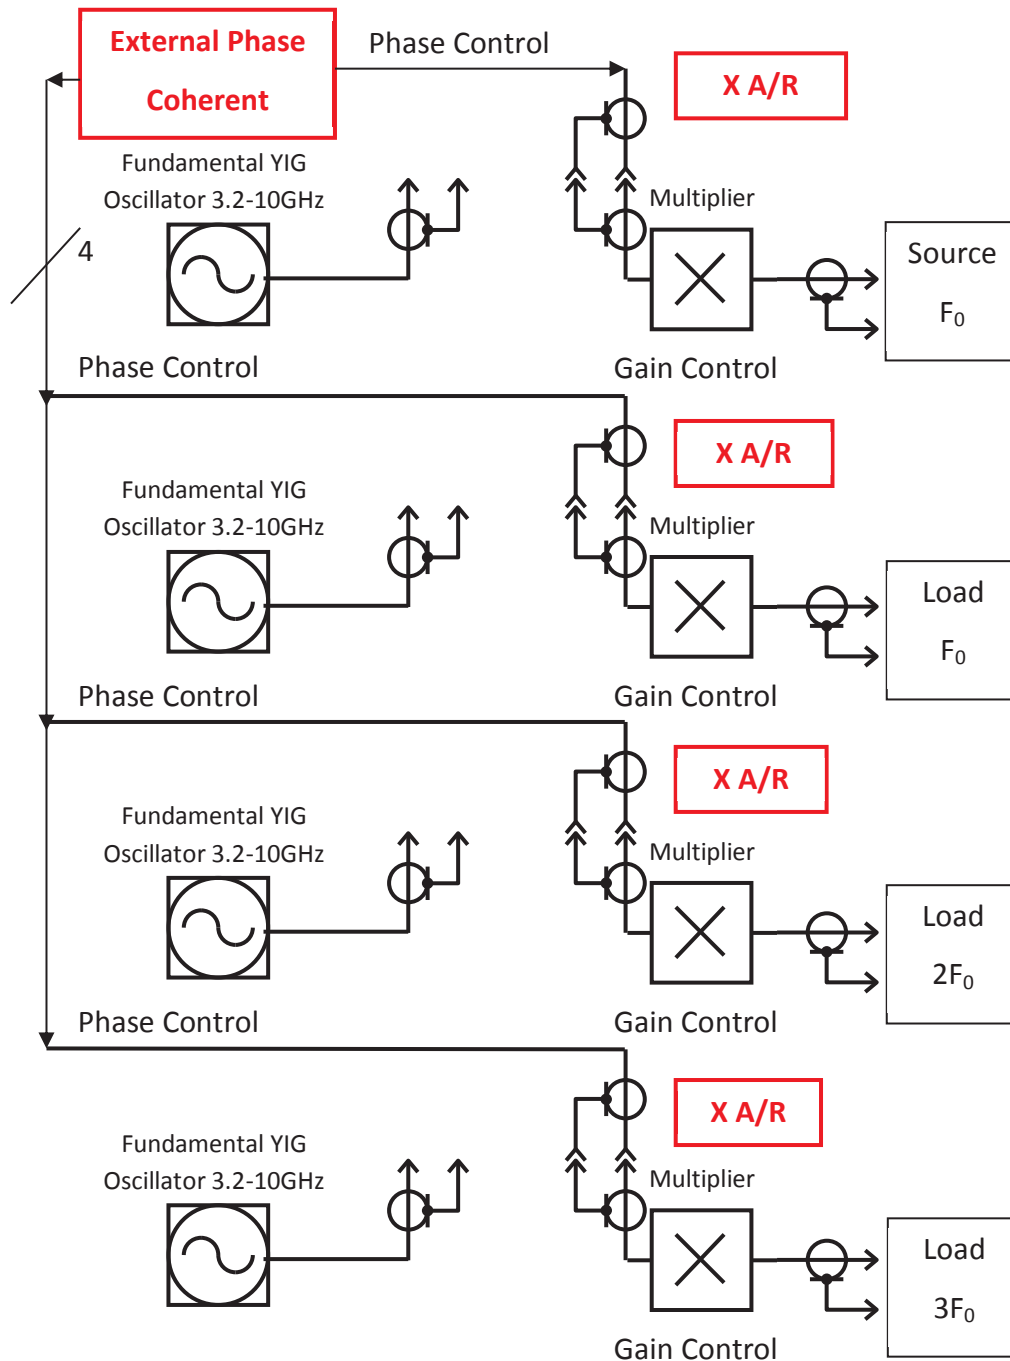 External Phase
Coherent
Phase Control
X A/R
Fundamental YIG
Oscillator 3.2-10GHz
Multiplier
4
Source
F₀
Phase Control
Gain Control
X A/R
Fundamental YIG
Oscillator 3.2-10GHz
Multiplier
Load
F₀
Phase Control
Gain Control
X A/R
Fundamental YIG
Oscillator 3.2-10GHz
Multiplier
Load
2F₀
Phase Control
Gain Control
X A/R
Fundamental YIG
Oscillator 3.2-10GHz
Multiplier
Load
3F₀
Gain Control